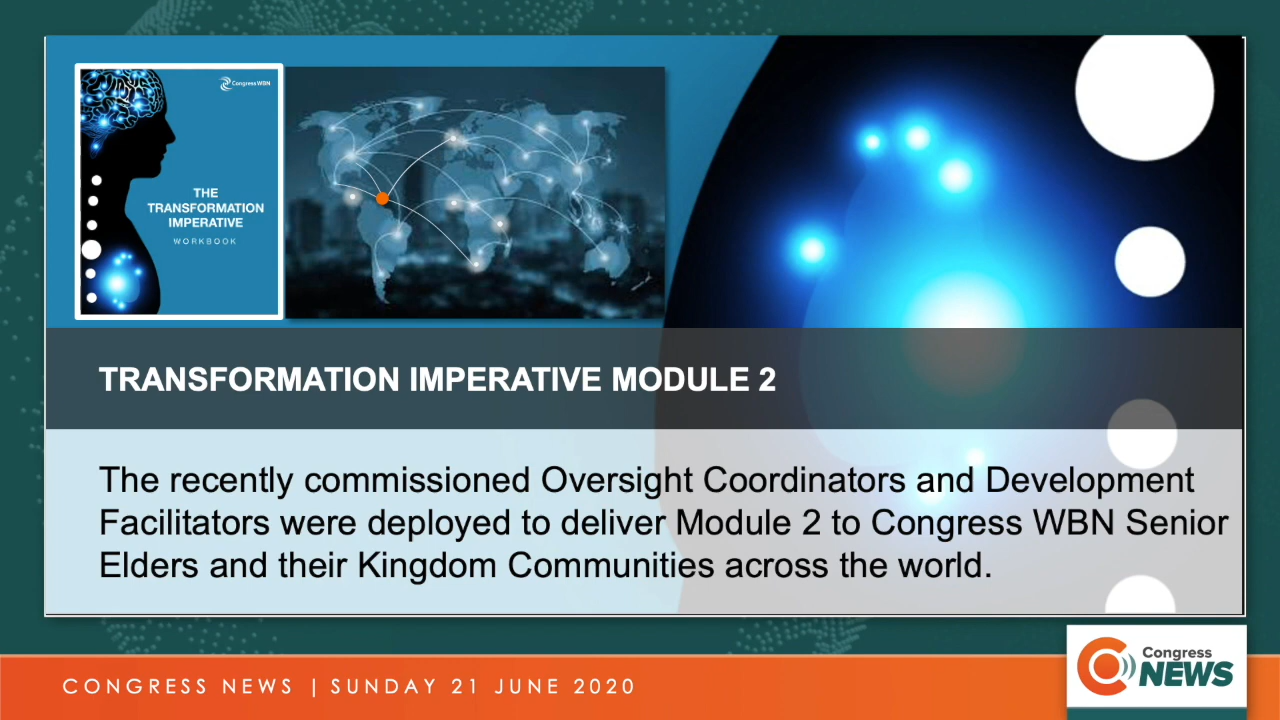 Congress WBN
THE
TRANSFORMATION
IMPERATIVE
WORKBOOK
TRANSFORMATION IMPERATIVE MODULE 2
The recently commissioned Oversight Coordinators and Development
Facilitators were deployed to deliver Module 2 to Congress WBN Senior
Elders and their Kingdom Communities across the world.
CONGRESS NEWS | SUNDAY 21 JUNE 2020
Congress
NEWS